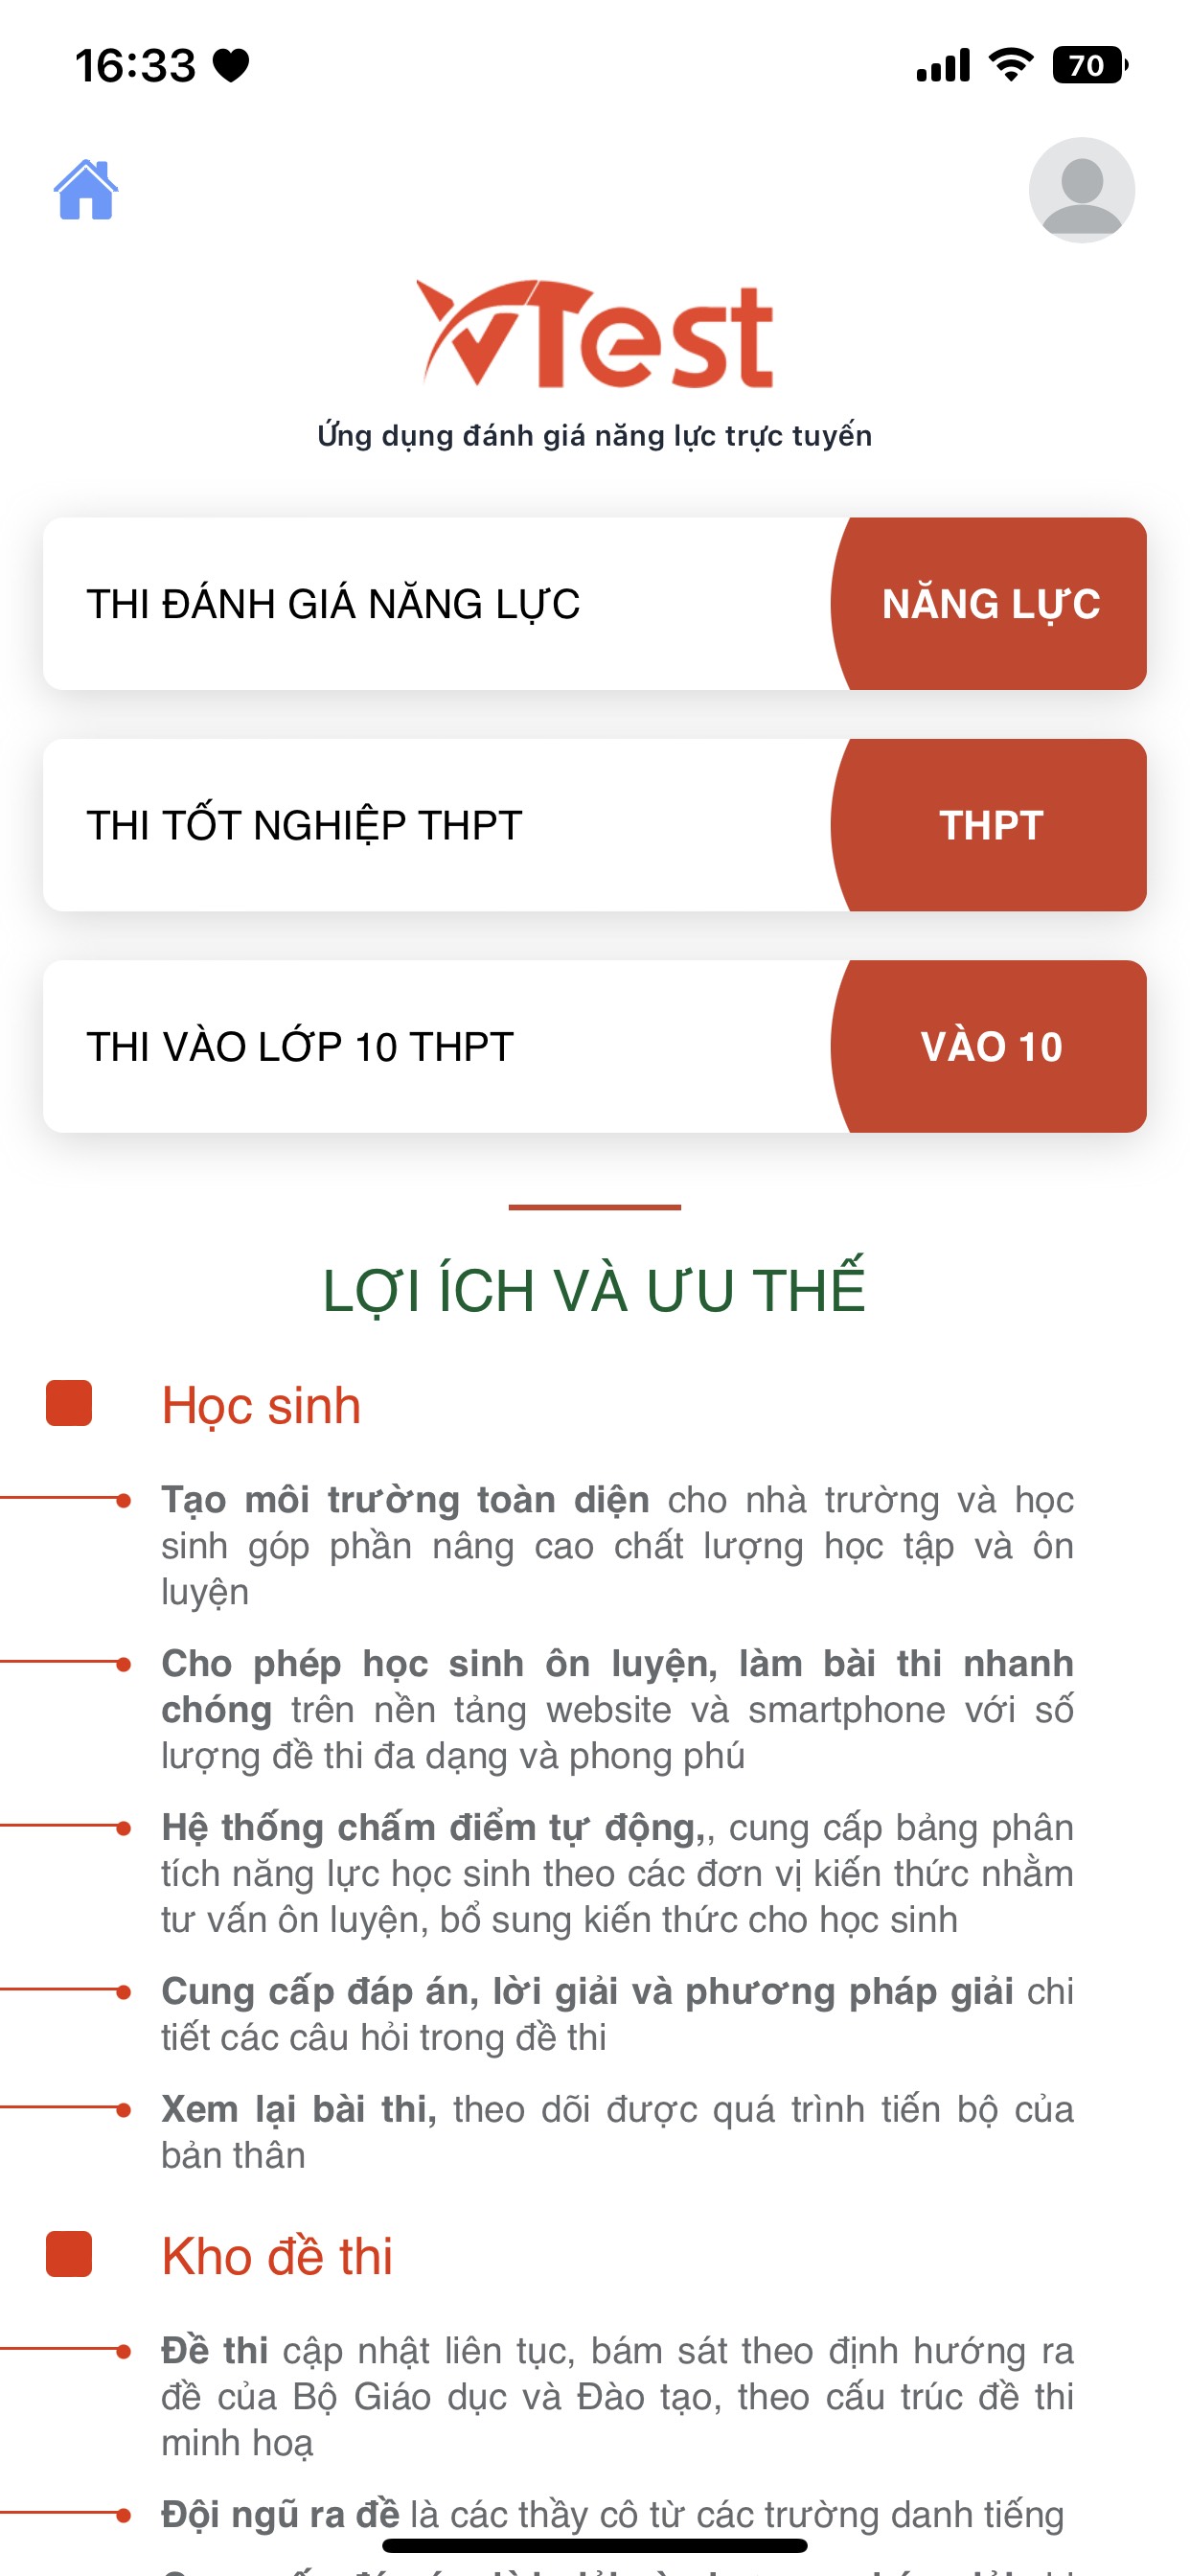 16:33
70
vTest
Ứng dụng đánh giá năng lực trực tuyến
THI ĐÁNH GIÁ NĂNG LỰC
NĂNG LỰC
THI TỐT NGHIỆP THPT
THPT
THI VÀO LỚP 10 THPT
VÀO 10
LỢI ÍCH VÀ ƯU THẾ
Học sinh
Tạo môi trường toàn diện cho nhà trường và học
sinh góp phần nâng cao chất lượng học tập và ôn
luyện
Cho phép học sinh ôn luyện, làm bài thi nhanh
chóng trên nền tảng website và smartphone với số
lượng đề thi đa dạng và phong phú
Hệ thống chấm điểm tự động,, cung cấp bảng phân
tích năng lực học sinh theo các đơn vị kiến thức nhằm
tư vấn ôn luyện, bổ sung kiến thức cho học sinh
Cung cấp đáp án, lời giải và phương pháp giải chi
tiết các câu hỏi trong đề thi
Xem lại bài thi, theo dõi được quá trình tiến bộ của
bản thân
Kho đề thi
Đề thi cập nhật liên tục, bám sát theo định hướng ra
đề của Bộ Giáo dục và Đào tạo, theo cấu trúc đề thi
minh hoạ
Đội ngũ ra đề là các thầy cô từ các trường danh tiếng